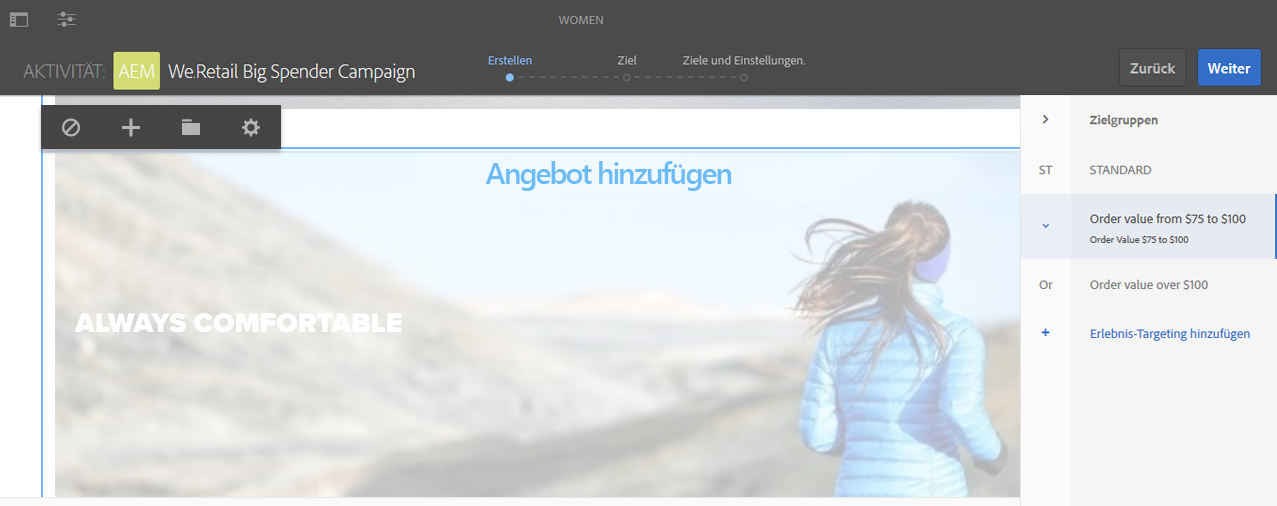 WOMEN
AKTIVITÄT: AEM We.Retail Big Spender Campaign
Erstellen Ziel Ziele und Einstellungen.
Zurück Weiter
Angebot hinzufügen
ALWAYS COMFORTABLE
Zielgruppen
ST STANDARD
Order value from $75 to $100
Order Value $75 to $100
Or Order value over $100
+ Erlebnis-Targeting hinzufügen